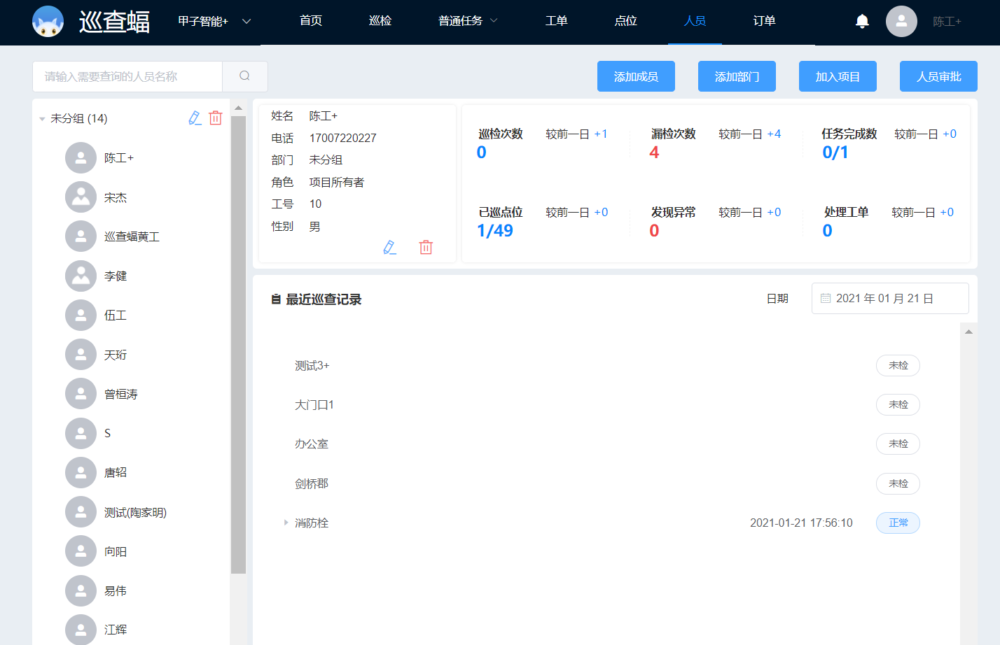 巡查蝠 甲子智能+ 首页 巡检 普通任务 工单 点位 人员 订单 陈工+
请输入需要查询的人员名称 添加成员 添加部门 加入项目 人员审批
未分组 (14)
陈工+
宋杰
巡查蝠黄工
李健
伍工
天珩
曾桓涛
S
唐轺
测试(陶家明)
向阳
易伟
江辉
姓名 陈工+
电话 17007220227
部门 未分组
角色 项目所有者
工号 10
性别 男
巡检次数 较前一日 +1
0
漏检次数 较前一日 +4
4
任务完成数 较前一日 +0
0/1
已巡点位 较前一日 +0
1/49
发现异常 较前一日 +0
0
处理工单 较前一日 +0
0
最近巡查记录 日期 2021 年 01 月 21 日
测试3+ 未检
大门口1 未检
办公室 未检
剑桥郡 未检
消防栓 2021-01-21 17:56:10 正常